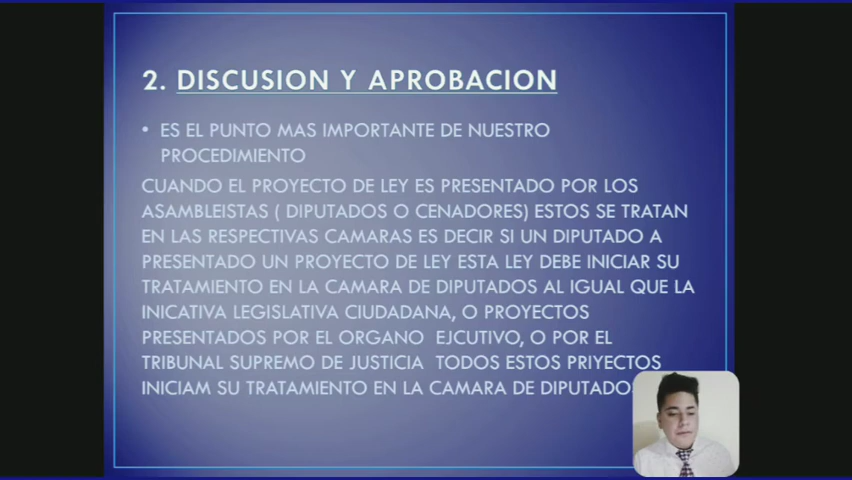 2. DISCUSION Y APROBACION
• ES EL PUNTO MAS IMPORTANTE DE NUESTRO
PROCEDIMIENTO
CUANDO EL PROYECTO DE LEY ES PRESENTADO POR LOS
ASAMBLEISTAS ( DIPUTADOS O CENADORES) ESTOS SE TRATAN
EN LAS RESPECTIVAS CAMARAS ES DECIR SI UN DIPUTADO A
PRESENTADO UN PROYECTO DE LEY ESTA LEY DEBE INICIAR SU
TRATAMIENTO EN LA CAMARA DE DIPUTADOS AL IGUAL QUE LA
INICATIVA LEGISLATIVA CIUDADANA, O PROYECTOS
PRESENTADOS POR EL ORGANO EJCUTIVO, O POR EL
TRIBUNAL SUPREMO DE JUSTICIA TODOS ESTOS PRIYECTOS
INICIAM SU TRATAMIENTO EN LA CAMARA DE DIPUTADOS